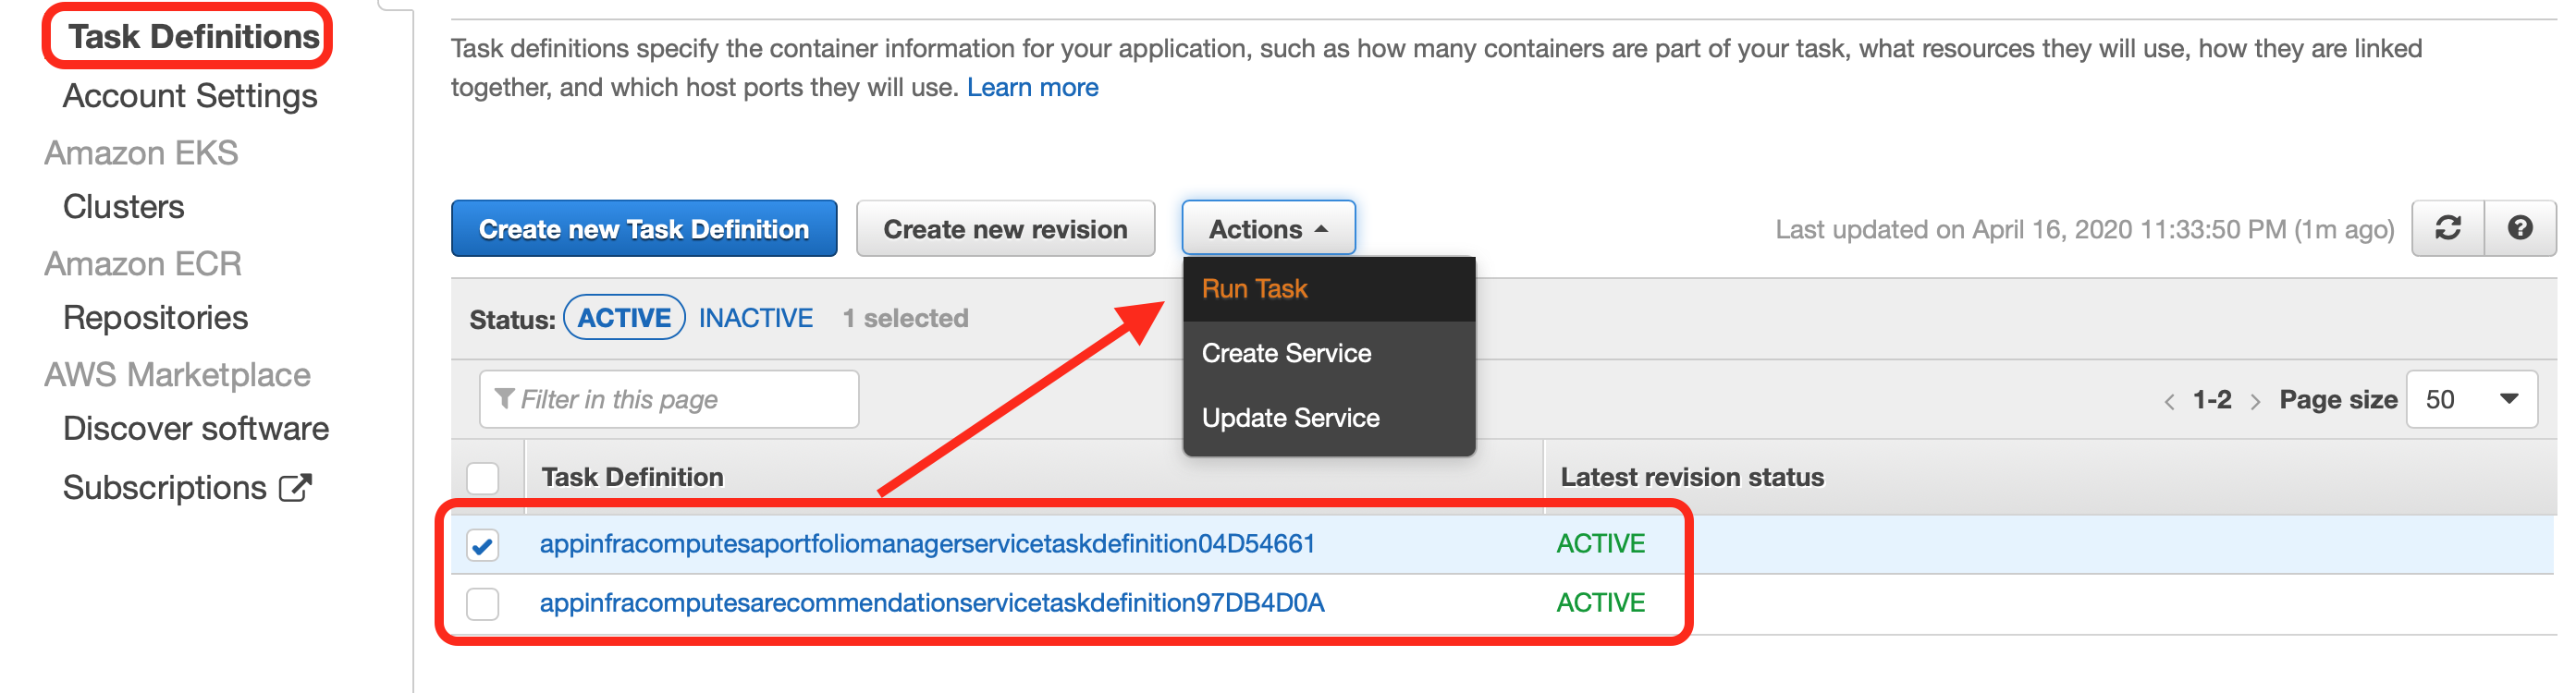 Task Definitions
Account Settings
Amazon EKS
Clusters
Amazon ECR
Repositories
AWS Marketplace
Discover software
Subscriptions
Task definitions specify the container information for your application, such as how many containers are part of your task, what resources they will use, how they are linked
together, and which host ports they will use. Learn more
Create new Task Definition Create new revision Actions Last updated on April 16, 2020 11:33:50 PM (1m ago) ?
Run Task
Create Service
Update Service
Status: ACTIVE INACTIVE 1 selected
Filter in this page < 1-2 > Page size 50
Task Definition Latest revision status
appinfracomputesaportfoliomanagerservicetaskdefinition04D54661 ACTIVE
appinfracomputesarecommendationservicetaskdefinition97DB4D0A ACTIVE